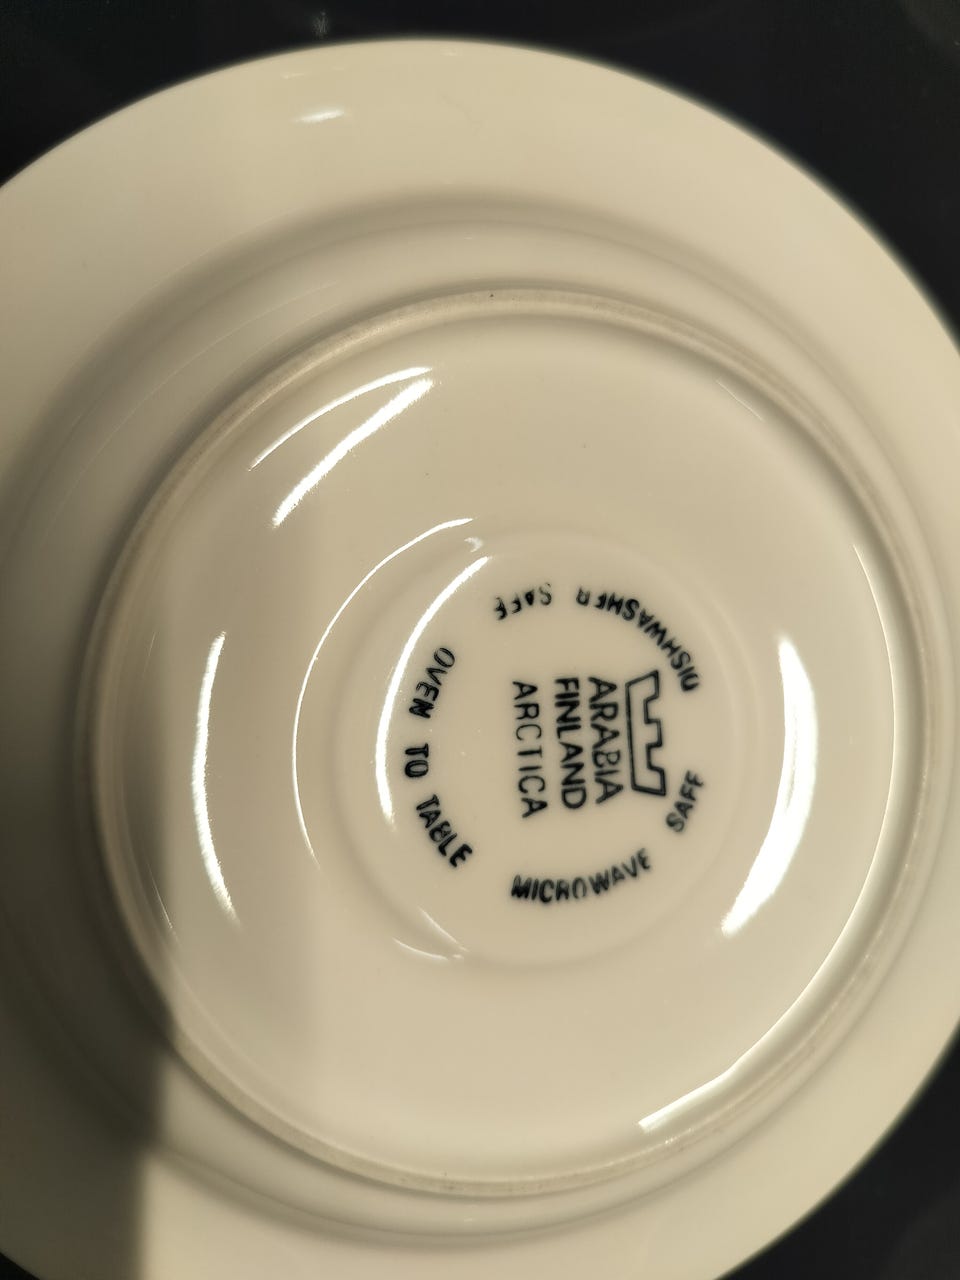 ARABIA
FINLAND
ARCTICA
DISHWASHER SAFE
MICROWAVE SAFE
OVEN TO TABLE